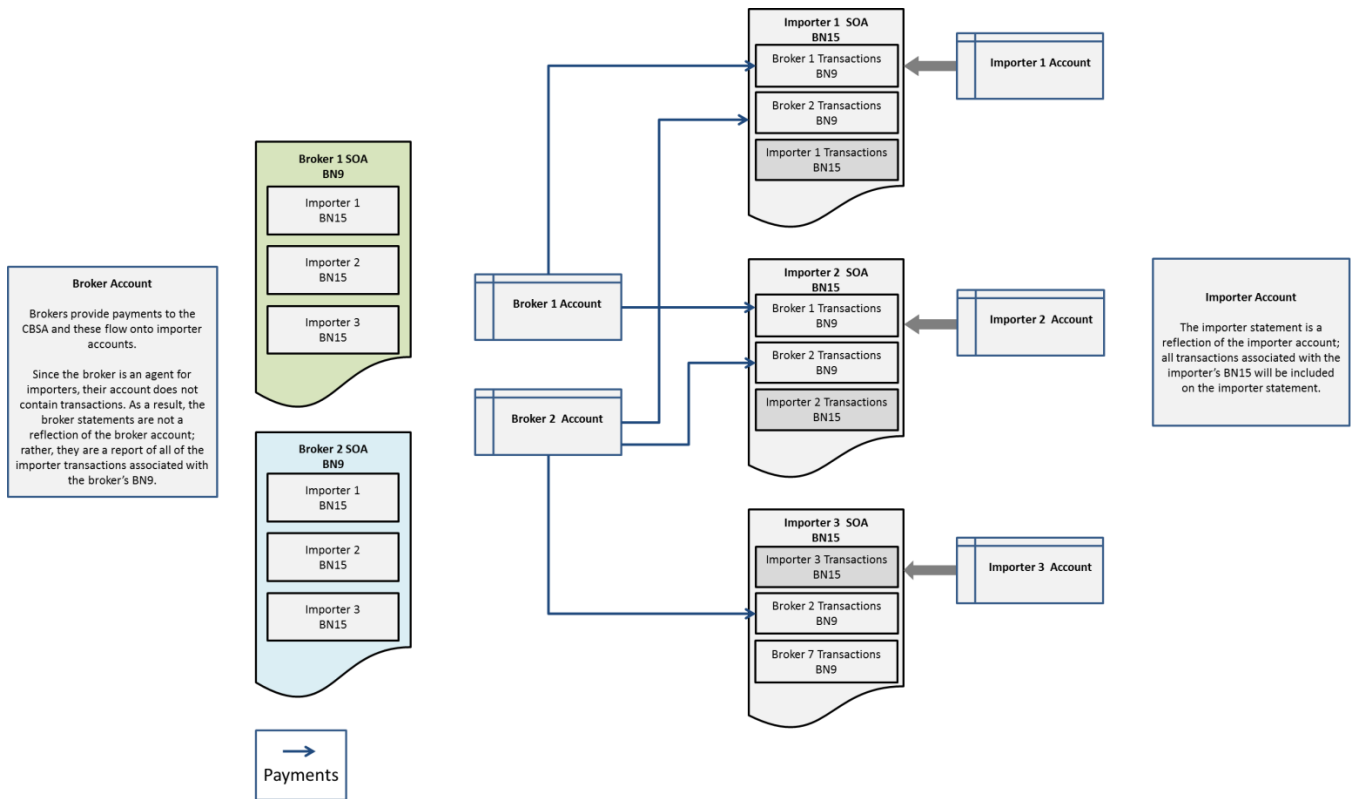 Broker Account
Brokers provide payments to the
CBSA and these flow onto importer
accounts.
Since the broker is an agent for
importers, their account does not
contain transactions. As a result, the
broker statements are not a
reflection of the broker account;
rather, they are a report of all of the
importer transactions associated with
the broker's BN9.
Broker 1 SOA
BN9
Importer 1
BN15
Importer 2
BN15
Importer 3
BN15
Broker 2 SOA
BN9
Importer 1
BN15
Importer 2
BN15
Importer 3
BN15
Payments
Broker 1 Account
Broker 2 Account
Importer 1 SOA
BN15
Broker 1 Transactions
BN9
Broker 2 Transactions
BN9
Importer 1 Transactions
BN15
Importer 2 SOA
BN15
Broker 1 Transactions
BN9
Broker 2 Transactions
BN9
Importer 2 Transactions
BN15
Importer 3 SOA
BN15
Importer 3 Transactions
BN15
Broker 2 Transactions
BN9
Broker 7 Transactions
BN9
Importer 1 Account
Importer 2 Account
Importer 3 Account
Importer Account
The importer statement is a
reflection of the importer account;
all transactions associated with the
importer's BN15 will be included
on the importer statement.